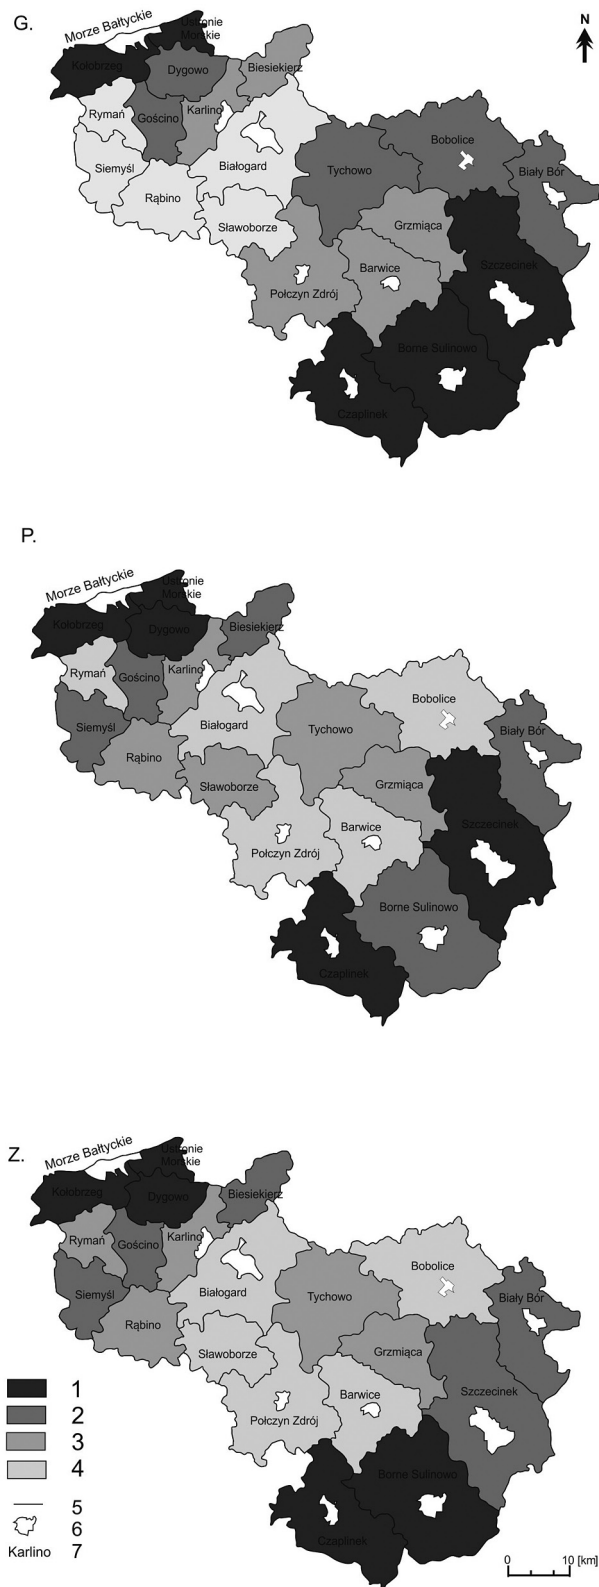 G.
N
Morze Bałtyckie
Ustronie
Morskie
Kołobrzeg
Dygowo
Biesiekierz
Rymań
Gościno
Karlino
Siemyśl
Białogard
Rąbino
Sławoborze
Tychowo
Bobolice
Biały Bór
Grzmiąca
Szczecinek
Połczyn Zdrój
Barwice
Borne Sulinowo
Czaplinek
P.
Morze Bałtyckie
Ustronie
Morskie
Kołobrzeg
Dygowo
Biesiekierz
Rymań
Gościno
Karlino
Siemyśl
Białogard
Rąbino
Sławoborze
Tychowo
Bobolice
Biały Bór
Grzmiąca
Szczecinek
Połczyn Zdrój
Barwice
Borne Sulinowo
Czaplinek
Z.
Morze Bałtyckie
Ustronie
Morskie
Kołobrzeg
Dygowo
Biesiekierz
Rymań
Gościno
Karlino
Siemyśl
Białogard
Rąbino
Sławoborze
Tychowo
Bobolice
Biały Bór
Grzmiąca
Szczecinek
Połczyn Zdrój
Barwice
Borne Sulinowo
Czaplinek
1
2
3
4
5
6
Karlino 7
0 10 [km]